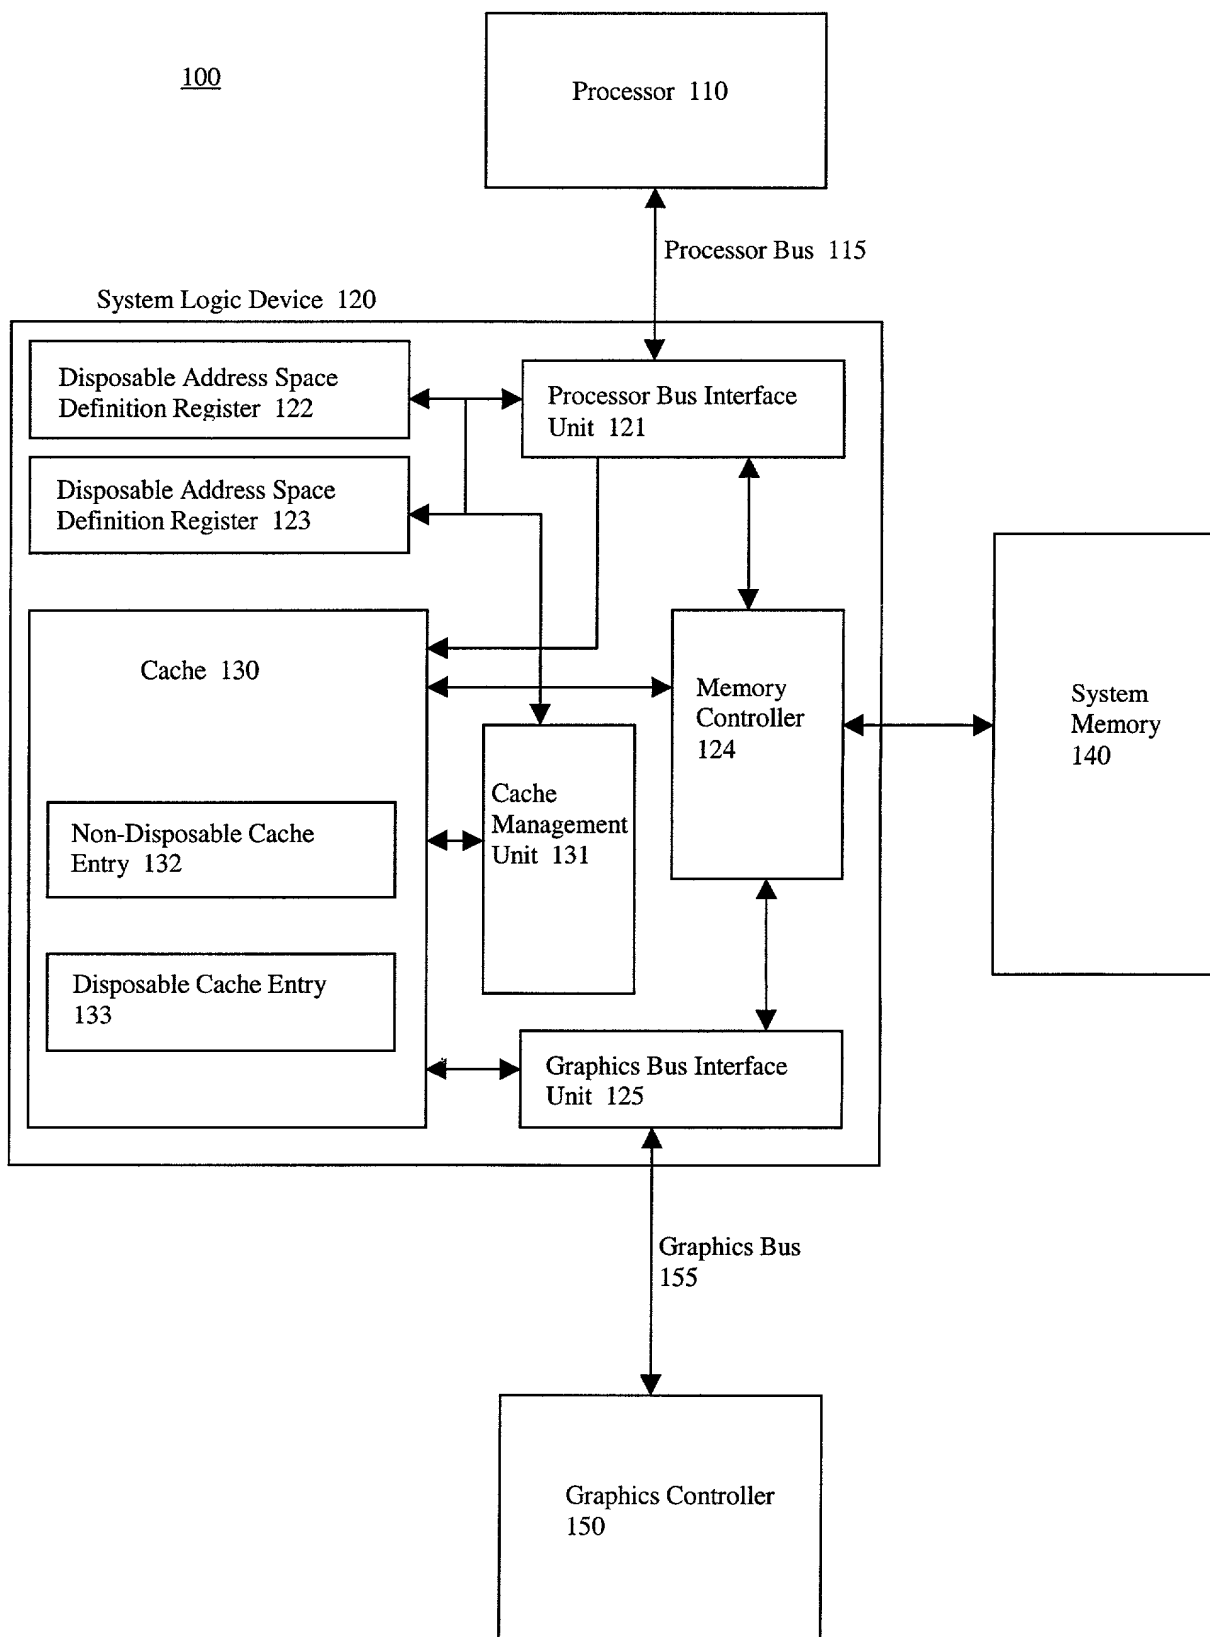 100
Processor 110
Processor Bus 115
System Logic Device 120
Disposable Address Space
Definition Register 122
Processor Bus Interface
Unit 121
Disposable Address Space
Definition Register 123
Cache 130
Memory
Controller
124
System
Memory
140
Cache
Management
Unit 131
Non-Disposable Cache
Entry 132
Disposable Cache Entry
133
Graphics Bus Interface
Unit 125
Graphics Bus
155
Graphics Controller
150